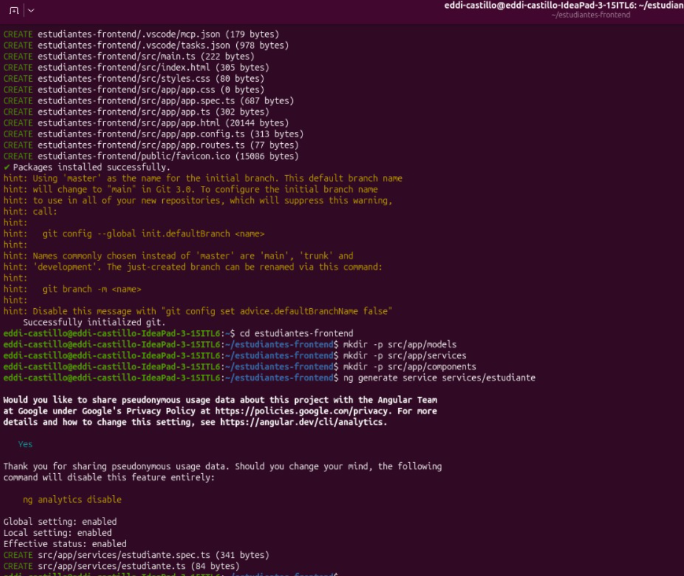 eddi-castillo@eddi-castillo-IdeaPad-3-15ITL6: ~/estudian
~/estudiantes-frontend
CREATE estudiantes-frontend/.vscode/mcp.json (179 bytes)
CREATE estudiantes-frontend/.vscode/tasks.json (978 bytes)
CREATE estudiantes-frontend/src/main.ts (222 bytes)
CREATE estudiantes-frontend/src/index.html (305 bytes)
CREATE estudiantes-frontend/src/styles.css (80 bytes)
CREATE estudiantes-frontend/src/app/app.css (0 bytes)
CREATE estudiantes-frontend/src/app/app.spec.ts (687 bytes)
CREATE estudiantes-frontend/src/app/app.ts (302 bytes)
CREATE estudiantes-frontend/src/app/app.html (20144 bytes)
CREATE estudiantes-frontend/src/app/app.config.ts (313 bytes)
CREATE estudiantes-frontend/src/app/app.routes.ts (77 bytes)
CREATE estudiantes-frontend/public/favicon.ico (15086 bytes)
✔ Packages installed successfully.
hint: Using 'master' as the name for the initial branch. This default branch name
hint: will change to "main" in Git 3.0. To configure the initial branch name
hint: to use in all of your new repositories, which will suppress this warning,
hint: call:
hint:
hint:   git config --global init.defaultBranch <name>
hint:
hint: Names commonly chosen instead of 'master' are 'main', 'trunk' and
hint: 'development'. The just-created branch can be renamed via this command:
hint:
hint:   git branch -m <name>
hint:
hint: Disable this message with "git config set advice.defaultBranchName false"
    Successfully initialized git.
eddi-castillo@eddi-castillo-IdeaPad-3-15ITL6:~$ cd estudiantes-frontend
eddi-castillo@eddi-castillo-IdeaPad-3-15ITL6:~/estudiantes-frontend$ mkdir -p src/app/models
eddi-castillo@eddi-castillo-IdeaPad-3-15ITL6:~/estudiantes-frontend$ mkdir -p src/app/services
eddi-castillo@eddi-castillo-IdeaPad-3-15ITL6:~/estudiantes-frontend$ mkdir -p src/app/components
eddi-castillo@eddi-castillo-IdeaPad-3-15ITL6:~/estudiantes-frontend$ ng generate service services/estudiante
Would you like to share pseudonymous usage data about this project with the Angular Team
at Google under Google's Privacy Policy at https://policies.google.com/privacy. For more
details and how to change this setting, see https://angular.dev/cli/analytics.
Yes
Thank you for sharing pseudonymous usage data. Should you change your mind, the following
command will disable this feature entirely:
ng analytics disable
Global setting: enabled
Local setting: enabled
Effective status: enabled
CREATE src/app/services/estudiante.spec.ts (341 bytes)
CREATE src/app/services/estudiante.ts (84 bytes)
eddi-castillo@eddi-castillo-IdeaPad-3-15ITL6:~/estudiantes-frontend$